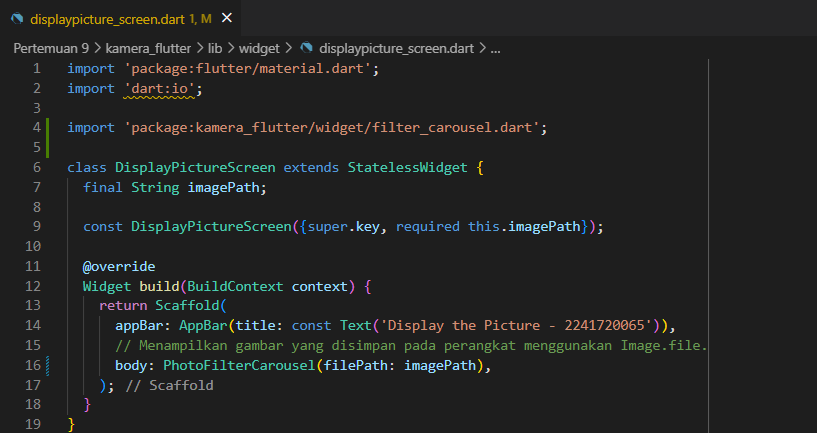 displaypicture_screen.dart 1, M
Pertemuan 9 > kamera_flutter > lib > widget > displaypicture_screen.dart > ...
1 import 'package:flutter/material.dart';
2 import 'dart:io';
3
4 import 'package:kamera_flutter/widget/filter_carousel.dart';
5
6 class DisplayPictureScreen extends StatelessWidget {
7   final String imagePath;
8
9   const DisplayPictureScreen({super.key, required this.imagePath});
10
11   @override
12   Widget build(BuildContext context) {
13     return Scaffold(
14       appBar: AppBar(title: const Text('Display the Picture - 2241720065')),
15       // Menampilkan gambar yang disimpan pada perangkat menggunakan Image.file.
16       body: PhotoFilterCarousel(filePath: imagePath),
17     ); // Scaffold
18   }
19 }